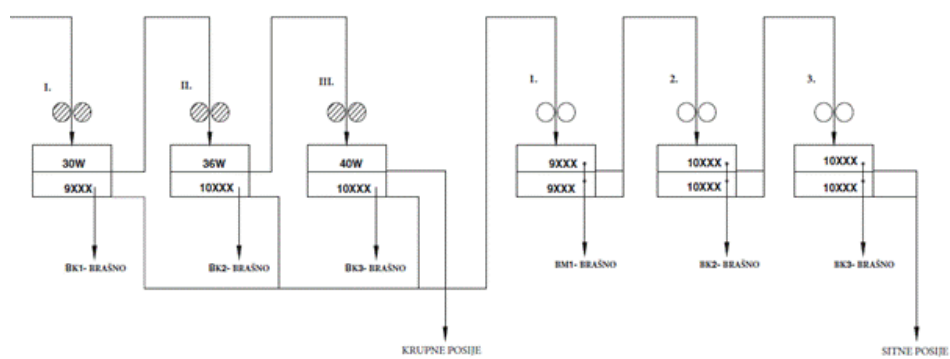 I. II. III. 1. 2. 3.
30W 36W 40W 9XXX 10XXX 10XXX
9XXX 10XXX 10XXX 9XXX 10XXX 10XXX
BK1- BRAŠNO BK2- BRAŠNO BK3- BRAŠNO BM1- BRAŠNO BK2- BRAŠNO BK3- BRAŠNO
KRUPNE POSIJE SITNE POSIJE